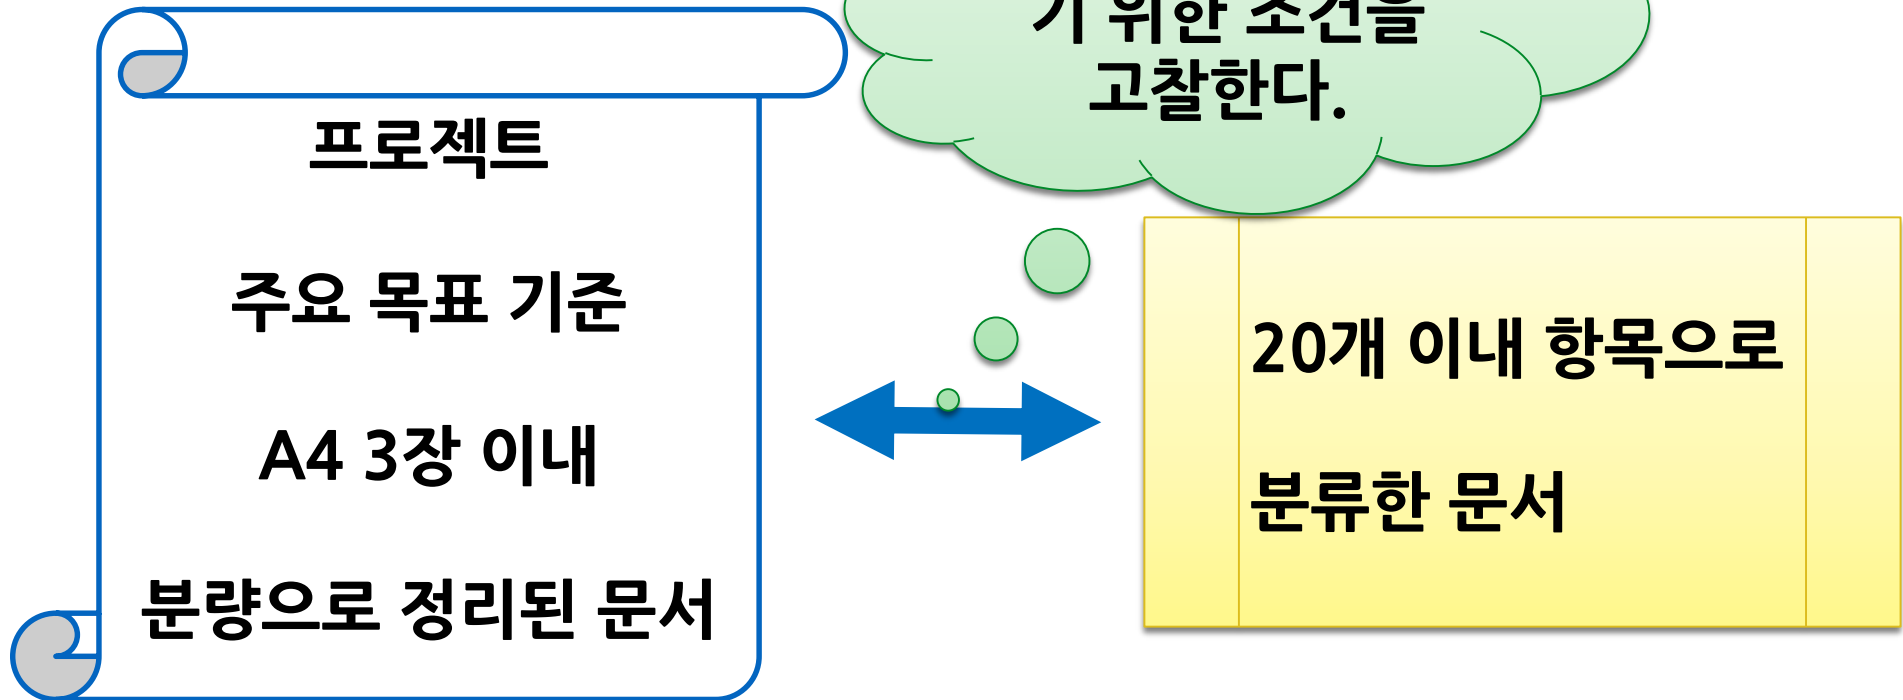 기 위한 조건을
고찰한다.
프로젝트
주요 목표 기준
A4 3장 이내
분량으로 정리된 문서
20개 이내 항목으로
분류한 문서